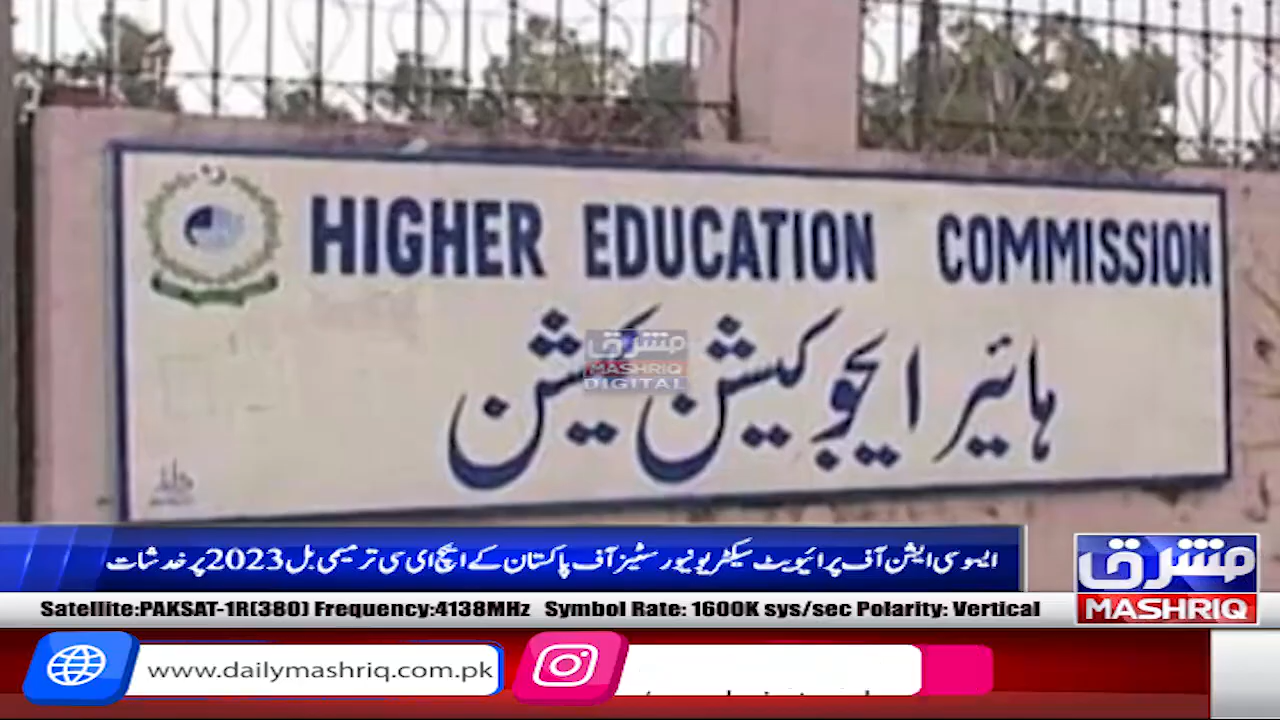 HIGHER EDUCATION COMMISSION
ہائیر ایجوکیشن کمیشن
مشرق
MASHRIQ
DIGITAL
ایسوسی ایشن آف پرائیویٹ سیکٹر یونیورسٹیز آف پاکستان کے ایچ ای سی ترمیمی بل 2023 پر خدشات
مشرق
MASHRIQ
Satellite:PAKSAT-1R(380) Frequency:4138MHz Symbol Rate: 1600K sys/sec Polarity: Vertical
www.dailymashriq.com.pk